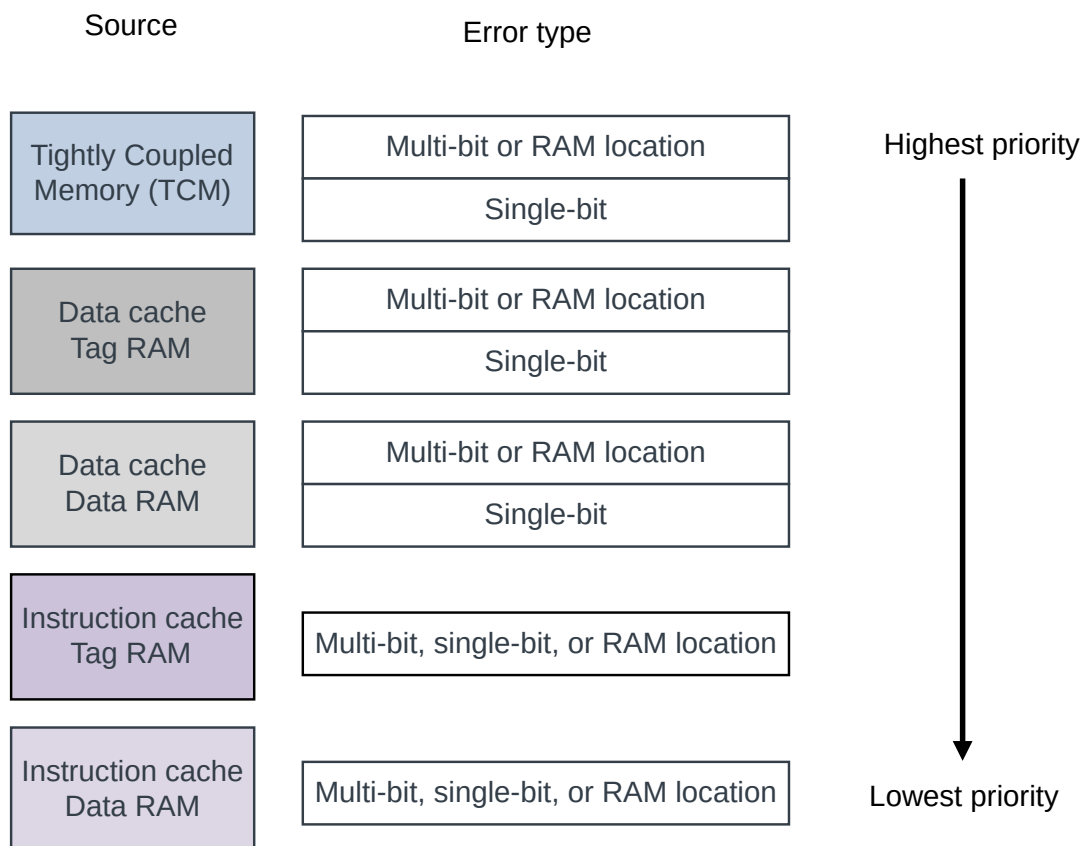 Source
Error type
Tightly Coupled
Memory (TCM)
Multi-bit or RAM location
Single-bit
Highest priority
Data cache
Tag RAM
Multi-bit or RAM location
Single-bit
Data cache
Data RAM
Multi-bit or RAM location
Single-bit
Instruction cache
Tag RAM
Multi-bit, single-bit, or RAM location
Instruction cache
Data RAM
Multi-bit, single-bit, or RAM location
Lowest priority